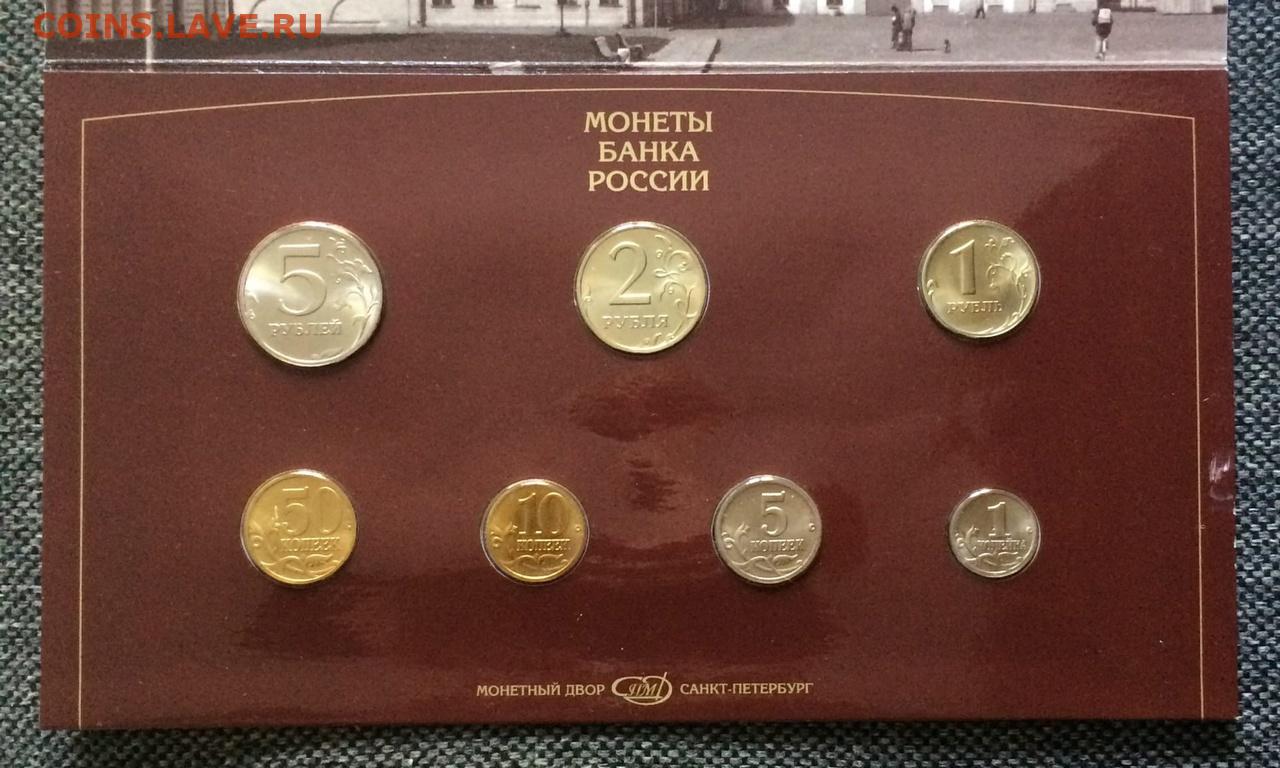 COINS.LAVE.RU
МОНЕТЫ
БАНКА
РОССИИ
5
РУБЛЕЙ
2
РУБЛЯ
1
РУБЛЬ
50
КОПЕЕК
10
КОПЕЕК
5
КОПЕЕК
1
КОПЕЙКА
МОНЕТНЫЙ ДВОР СПМД САНКТ-ПЕТЕРБУРГ